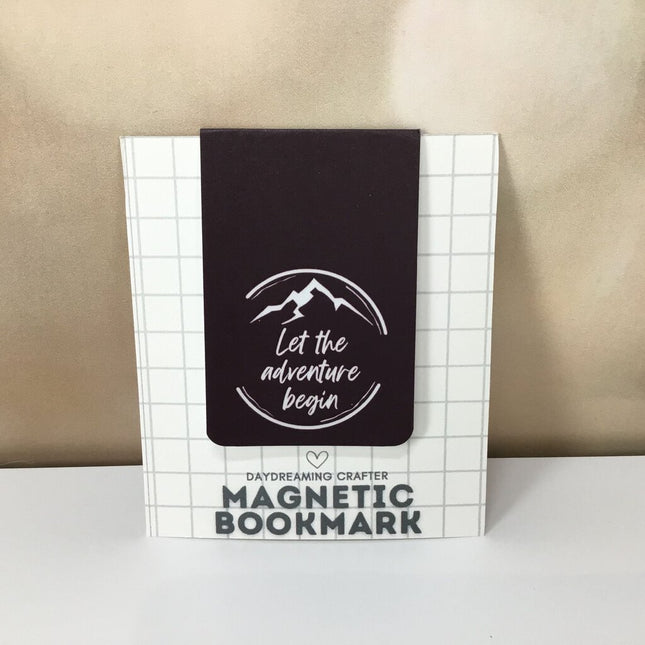 Let the
adventure
begin
DAYDREAMING CRAFTER
MAGNETIC
BOOKMARK